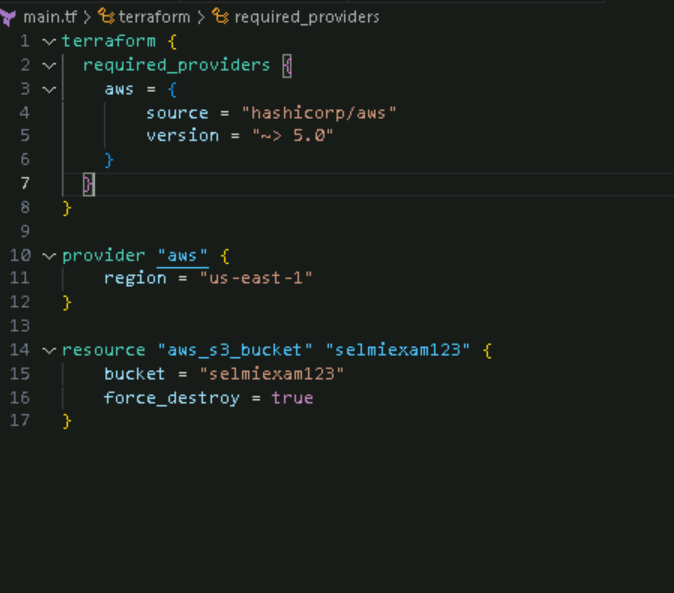 main.tf > terraform > required_providers
1 terraform {
2 required_providers {
3 aws = {
4 source = "hashicorp/aws"
5 version = "~> 5.0"
6 }
7 }
8 }
9
10 provider "aws" {
11 region = "us-east-1"
12 }
13
14 resource "aws_s3_bucket" "selmiexam123" {
15 bucket = "selmiexam123"
16 force_destroy = true
17 }